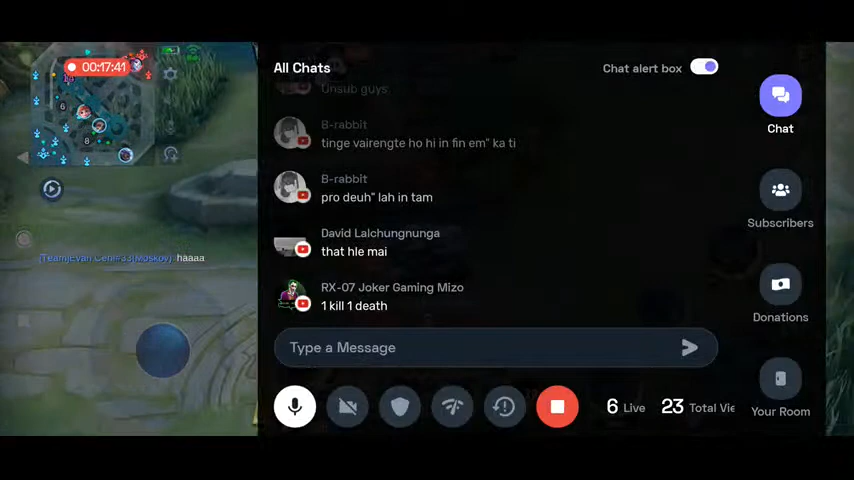 00:17:41
All Chats
Chat alert box
Unsub guys
B-rabbit
tinge vairengte ho hi in fin em" ka ti
B-rabbit
pro deuh" lah in tam
David Lalchungnunga
that hle mai
RX-07 Joker Gaming Mizo
1 kill 1 death
Type a Message
6 Live
23 Total Vie
Chat
Subscribers
Donations
Your Room
6
8
haaaa